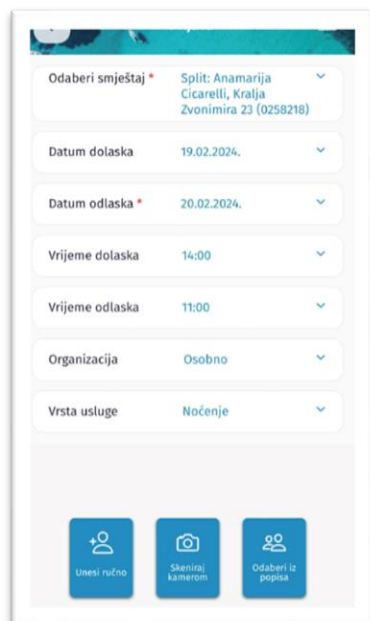 Odaberi smještaj * Split: Anamarija
Cicarelli, Kralja
Zvonimira 23 (0258218)
Datum dolaska 19.02.2024.
Datum odlaska * 20.02.2024.
Vrijeme dolaska 14:00
Vrijeme odlaska 11:00
Organizacija Osobno
Vrsta usluge Noćenje
Unesi ručno
Skeniraj
kamerom
Odaberi iz
popisa